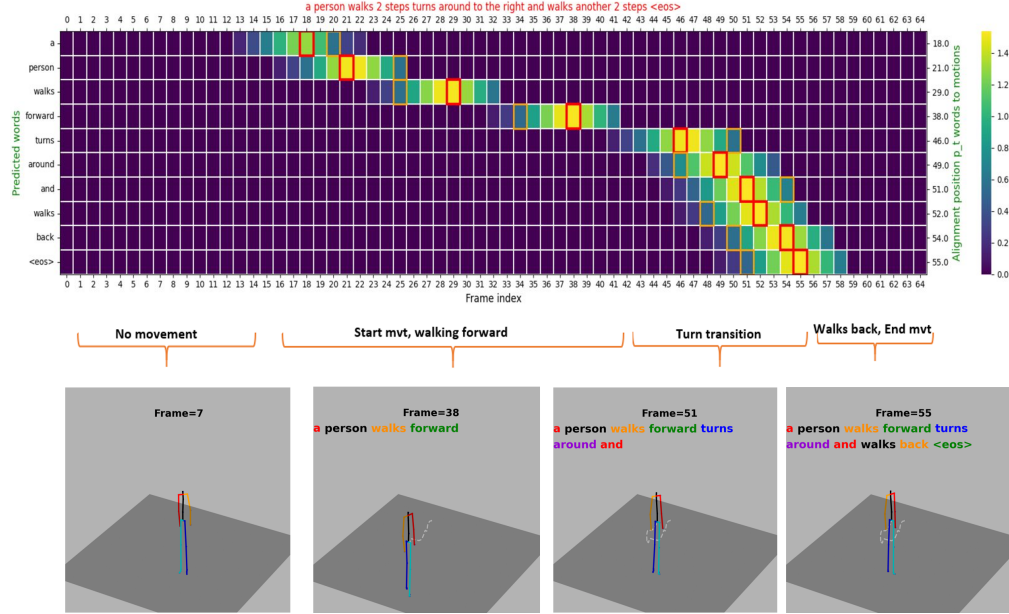 a person walks 2 steps turns around to the right and walks another 2 steps <eos>
0 1 2 3 4 5 6 7 8 9 10 11 12 13 14 15 16 17 18 19 20 21 22 23 24 25 26 27 28 29 30 31 32 33 34 35 36 37 38 39 40 41 42 43 44 45 46 47 48 49 50 51 52 53 54 55 56 57 58 59 60 61 62 63 64
Predicted words
a 18.0
person 21.0
walks 29.0
forward 38.0
turns 46.0
around 49.0
and 51.0
walks 52.0
back 54.0
<eos> 55.0
Alignment position p_t words to motions
1.4
1.2
1.0
0.8
0.6
0.4
0.2
0.0
0 1 2 3 4 5 6 7 8 9 10 11 12 13 14 15 16 17 18 19 20 21 22 23 24 25 26 27 28 29 30 31 32 33 34 35 36 37 38 39 40 41 42 43 44 45 46 47 48 49 50 51 52 53 54 55 56 57 58 59 60 61 62 63 64
Frame index
No movement
Start mvt, walking forward
Turn transition
Walks back, End mvt
Frame=7
Frame=38
a person walks forward
Frame=51
a person walks forward turns
around and
Frame=55
a person walks forward turns
around and walks back <eos>